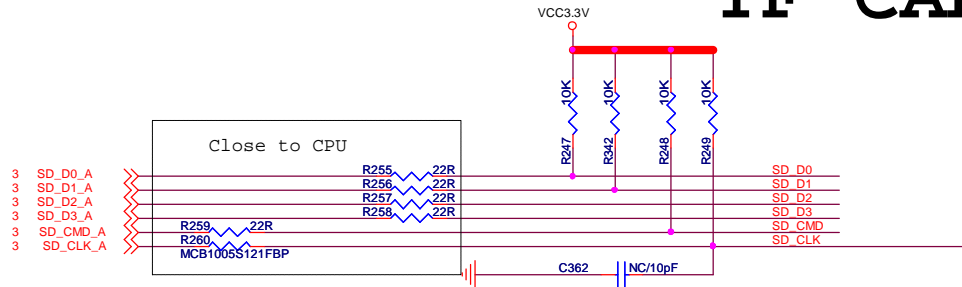 TF CA
VCC3.3V
10K 10K 10K 10K
R247 R342 R248 R249
Close to CPU
3 SD_D0_A R255 22R SD_D0
3 SD_D1_A R256 22R SD_D1
3 SD_D2_A R257 22R SD_D2
3 SD_D3_A R258 22R SD_D3
3 SD_CMD_A R259 22R SD_CMD
3 SD_CLK_A R260 SD_CLK
MCB1005S121FBP
C362 NC/10pF